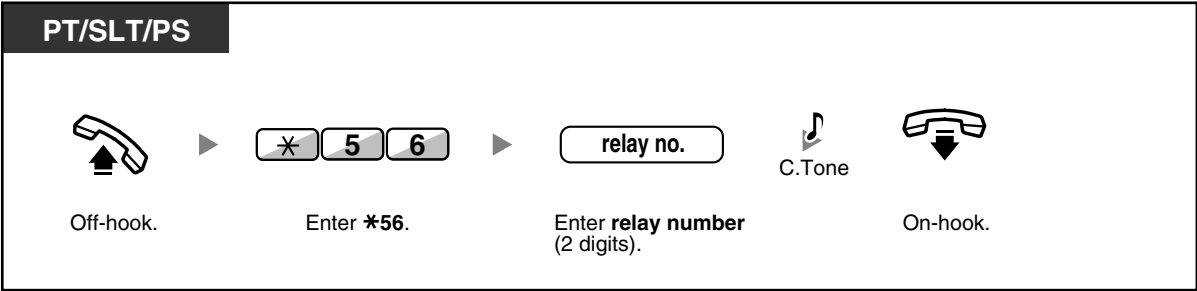 PT/SLT/PS
* 5 6
relay no.
C.Tone
Off-hook.
Enter *56.
Enter relay number
(2 digits).
On-hook.